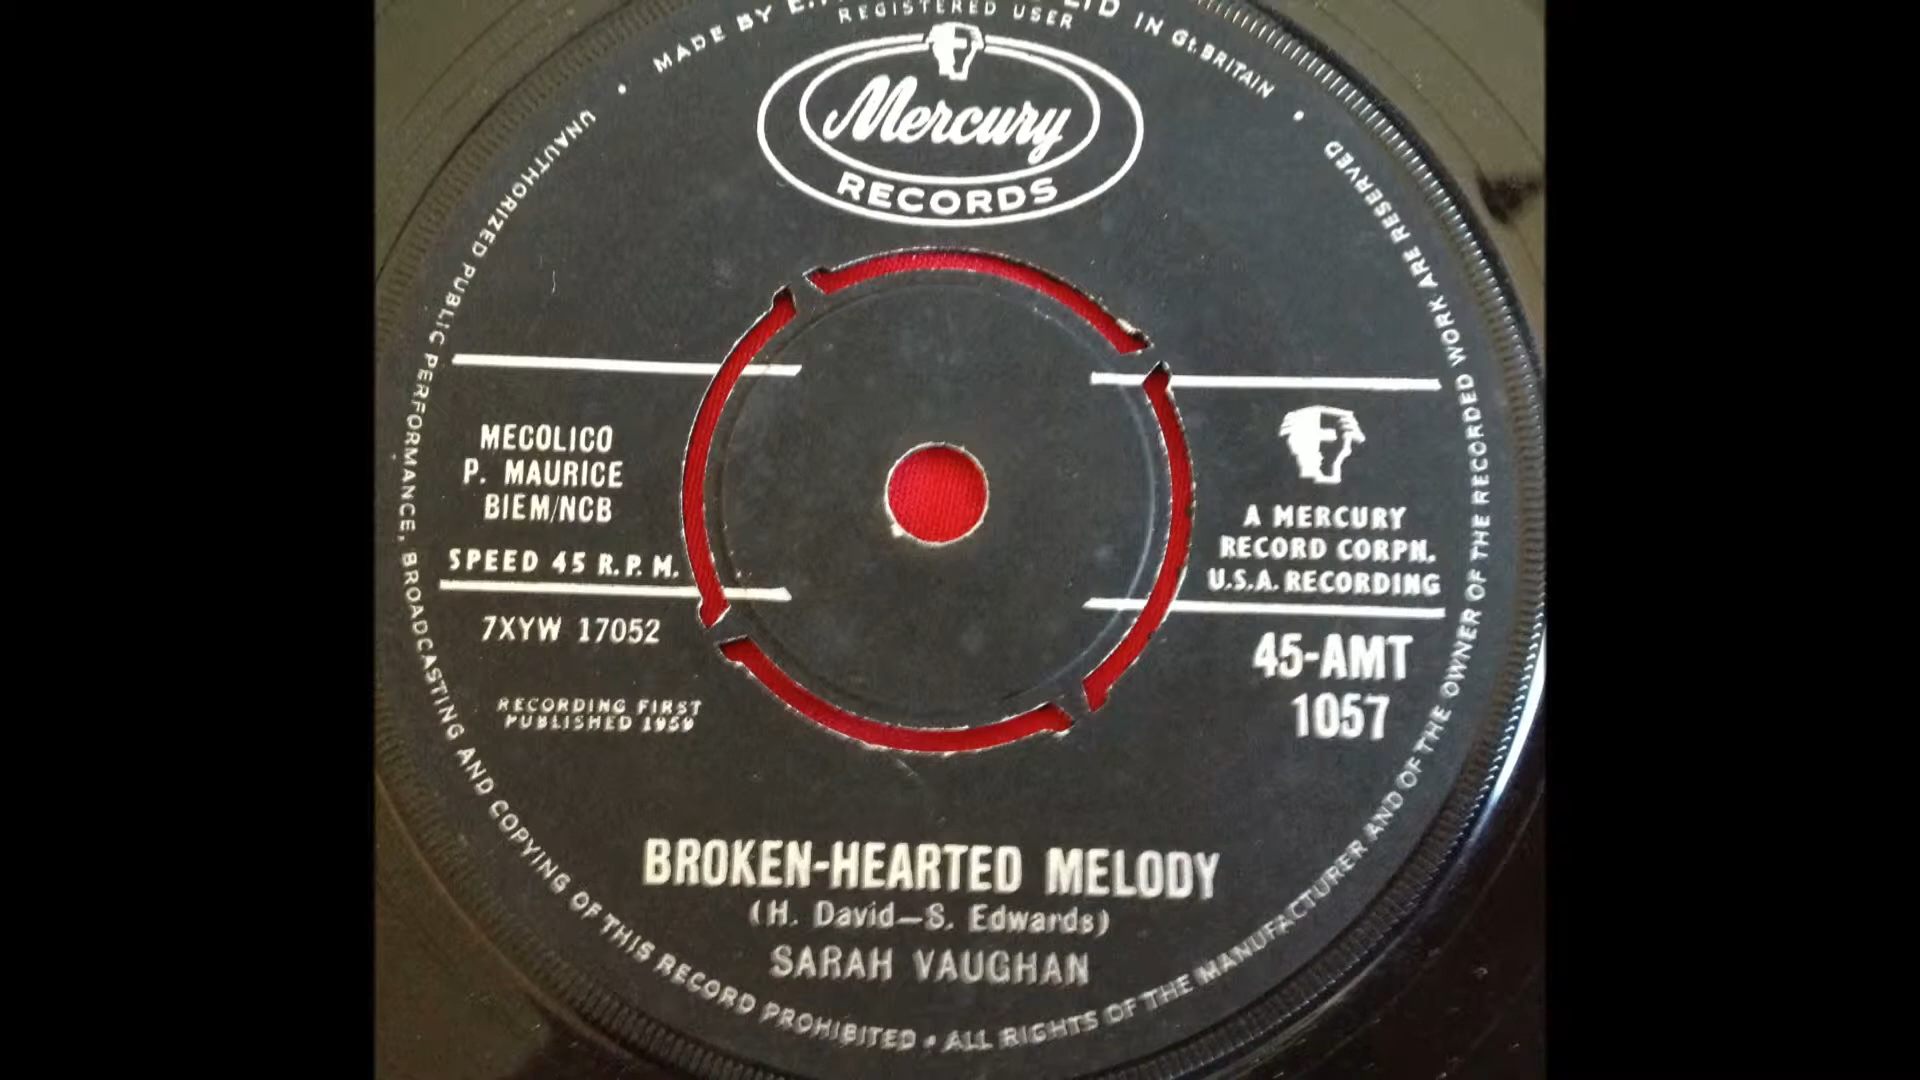 MADE BY
IN Gt. BRITAIN
REGISTERED USER
Mercury
RECORDS
MECOLICO
P. MAURICE
BIEM/NCB
SPEED 45 R.P.M.
7XYW 17052
RECORDING FIRST
PUBLISHED 1959
A MERCURY
RECORD CORPN.
U.S.A. RECORDING
45-AMT
1057
BROKEN-HEARTED MELODY
(H. David—S. Edwards)
SARAH VAUGHAN
UNAUTHORIZED PUBLIC PERFORMANCE, BROADCASTING AND COPYING OF THIS RECORD PROHIBITED • ALL RIGHTS OF THE MANUFACTURER AND OF THE OWNER OF THE RECORDED WORK ARE RESERVED